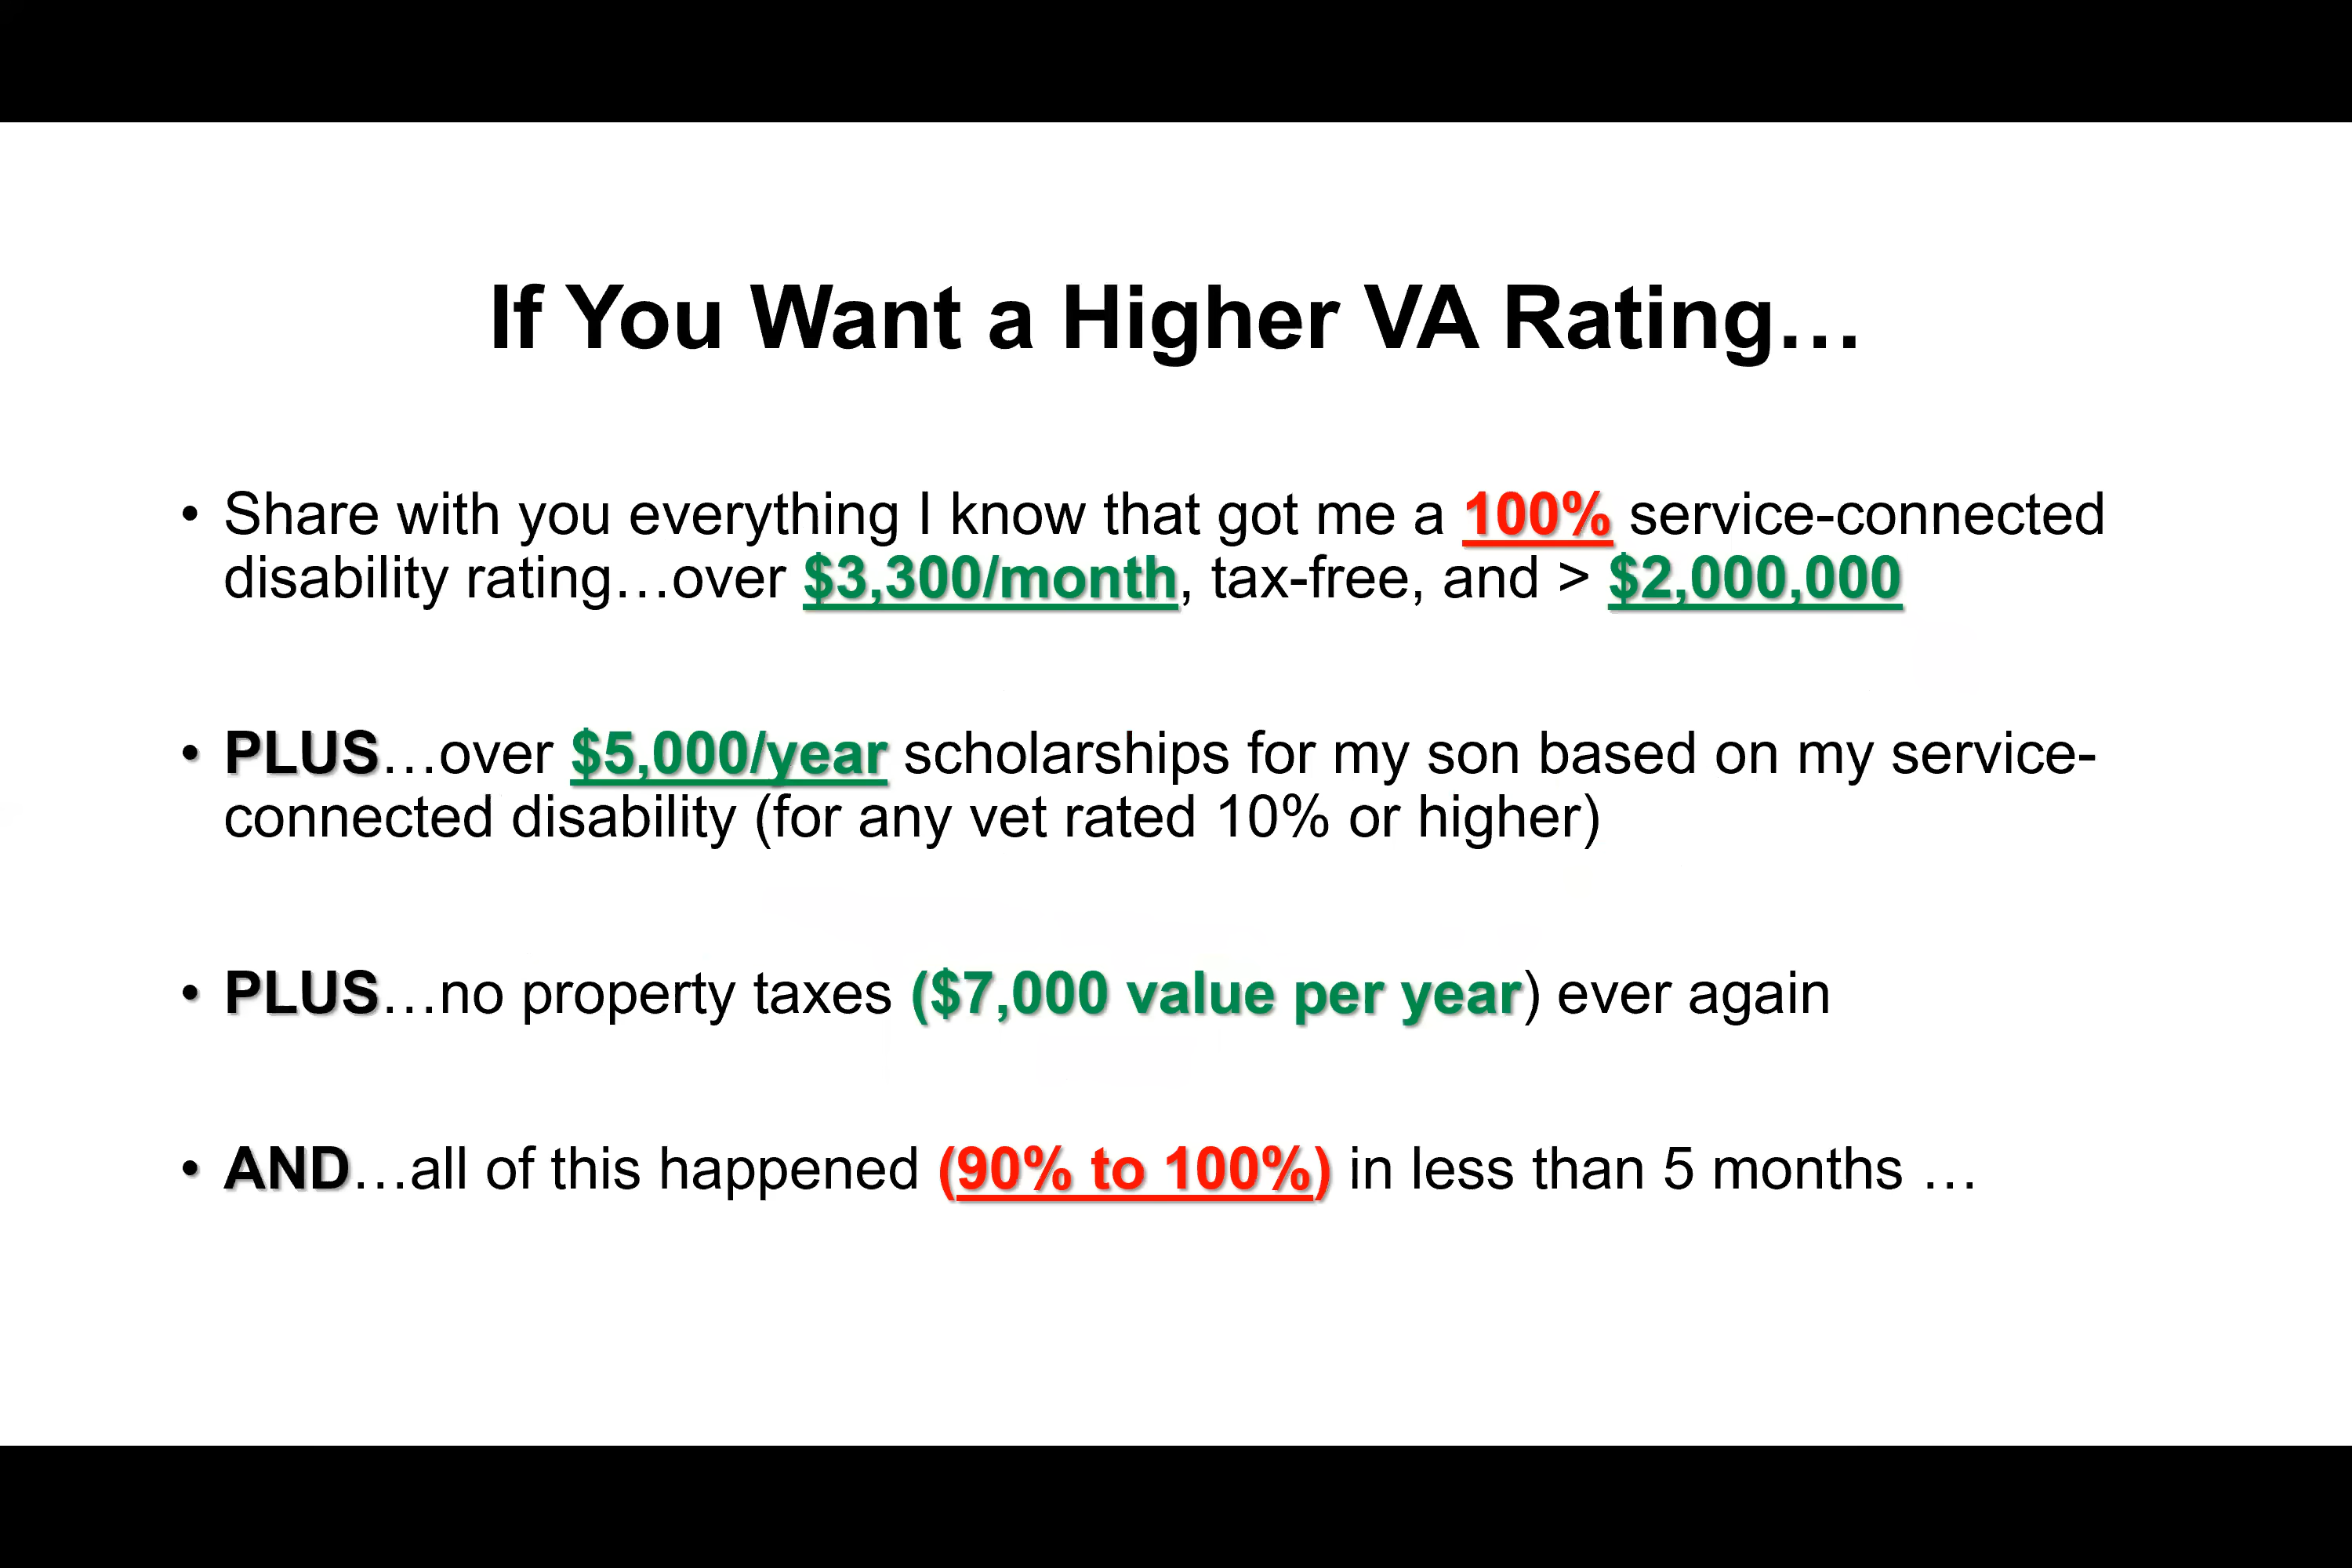 If You Want a Higher VA Rating…
• Share with you everything I know that got me a 100% service-connected
disability rating…over $3,300/month, tax-free, and > $2,000,000
• PLUS…over $5,000/year scholarships for my son based on my service-
connected disability (for any vet rated 10% or higher)
• PLUS…no property taxes ($7,000 value per year) ever again
• AND…all of this happened (90% to 100%) in less than 5 months …